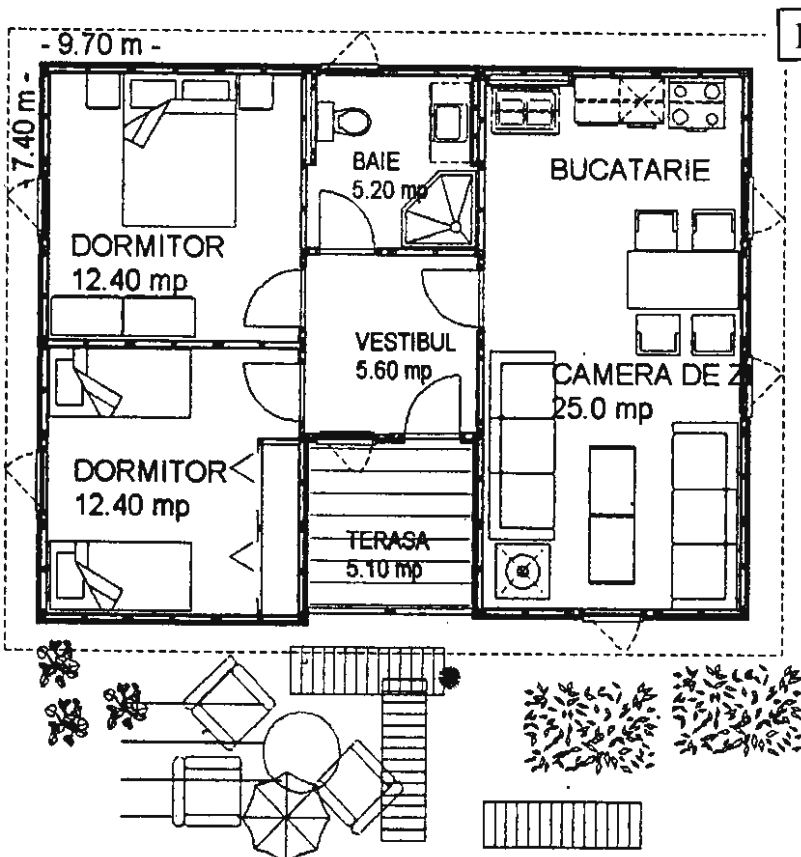 - 9.70 m -
- 7.40 m -
BAIE
5.20 mp
BUCATARIE
DORMITOR
12.40 mp
VESTIBUL
5.60 mp
CAMERA DE Z
25.0 mp
DORMITOR
12.40 mp
TERASA
5.10 mp